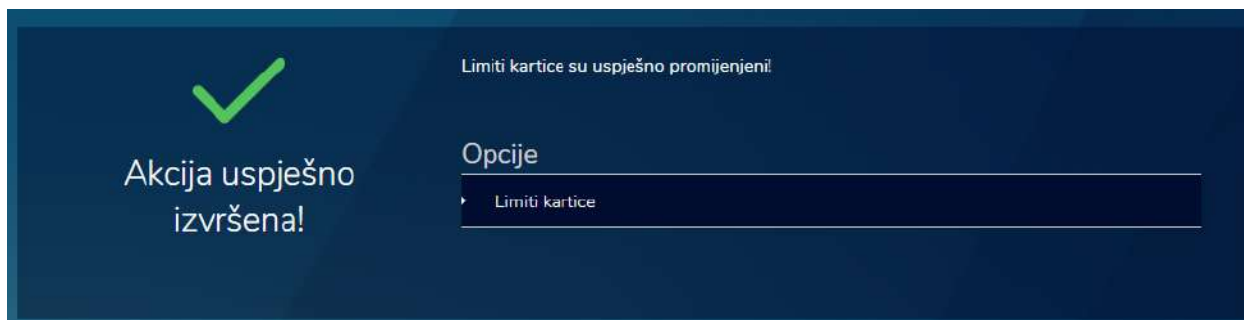 Limiti kartice su uspješno promijenjeni!
Akcija uspješno
izvršena!
Opcije
Limiti kartice